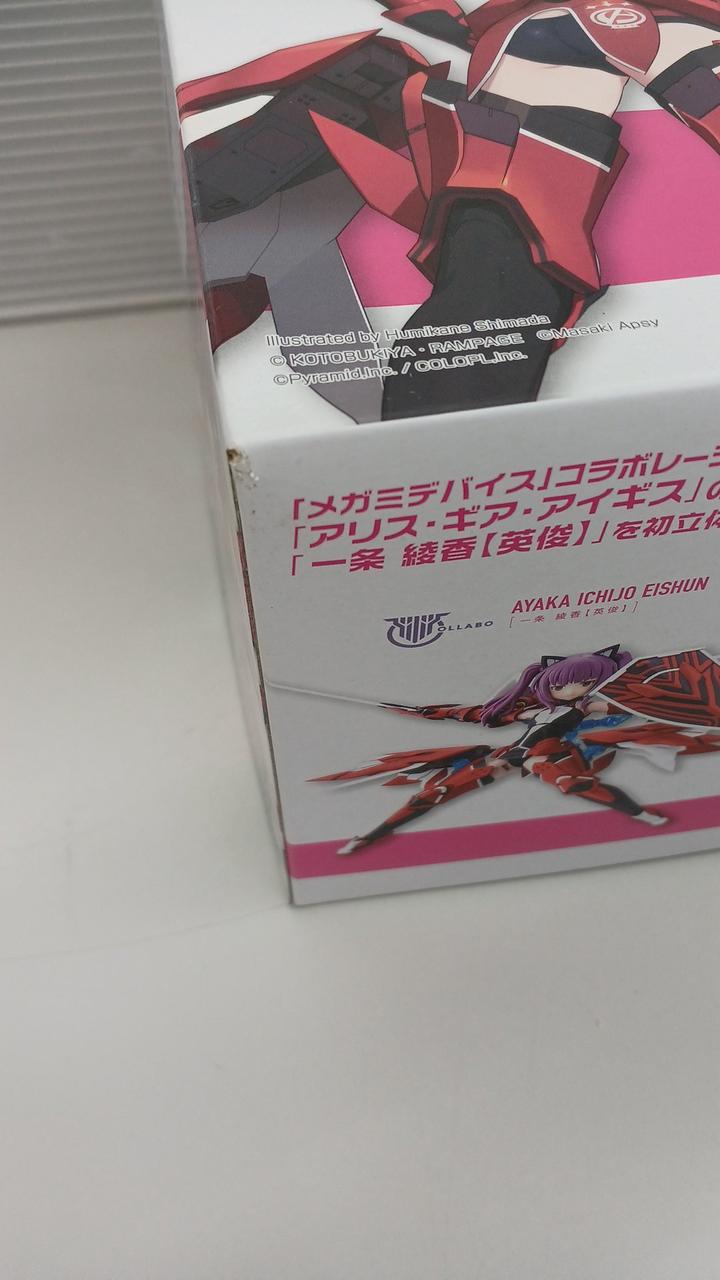 Illustrated by Humikane Shimada
© KOTOBUKIYA・RAMPAGE ©Masaki Apsy
©Pyramid,Inc. / COLOPL,Inc.
「メガミデバイス」コラボレー
「アリス・ギア・アイギス」の
「一条 綾香【英俊】」を初立体
OLLABO
AYAKA ICHIJO EISHUN
［一条 綾香【英俊】］